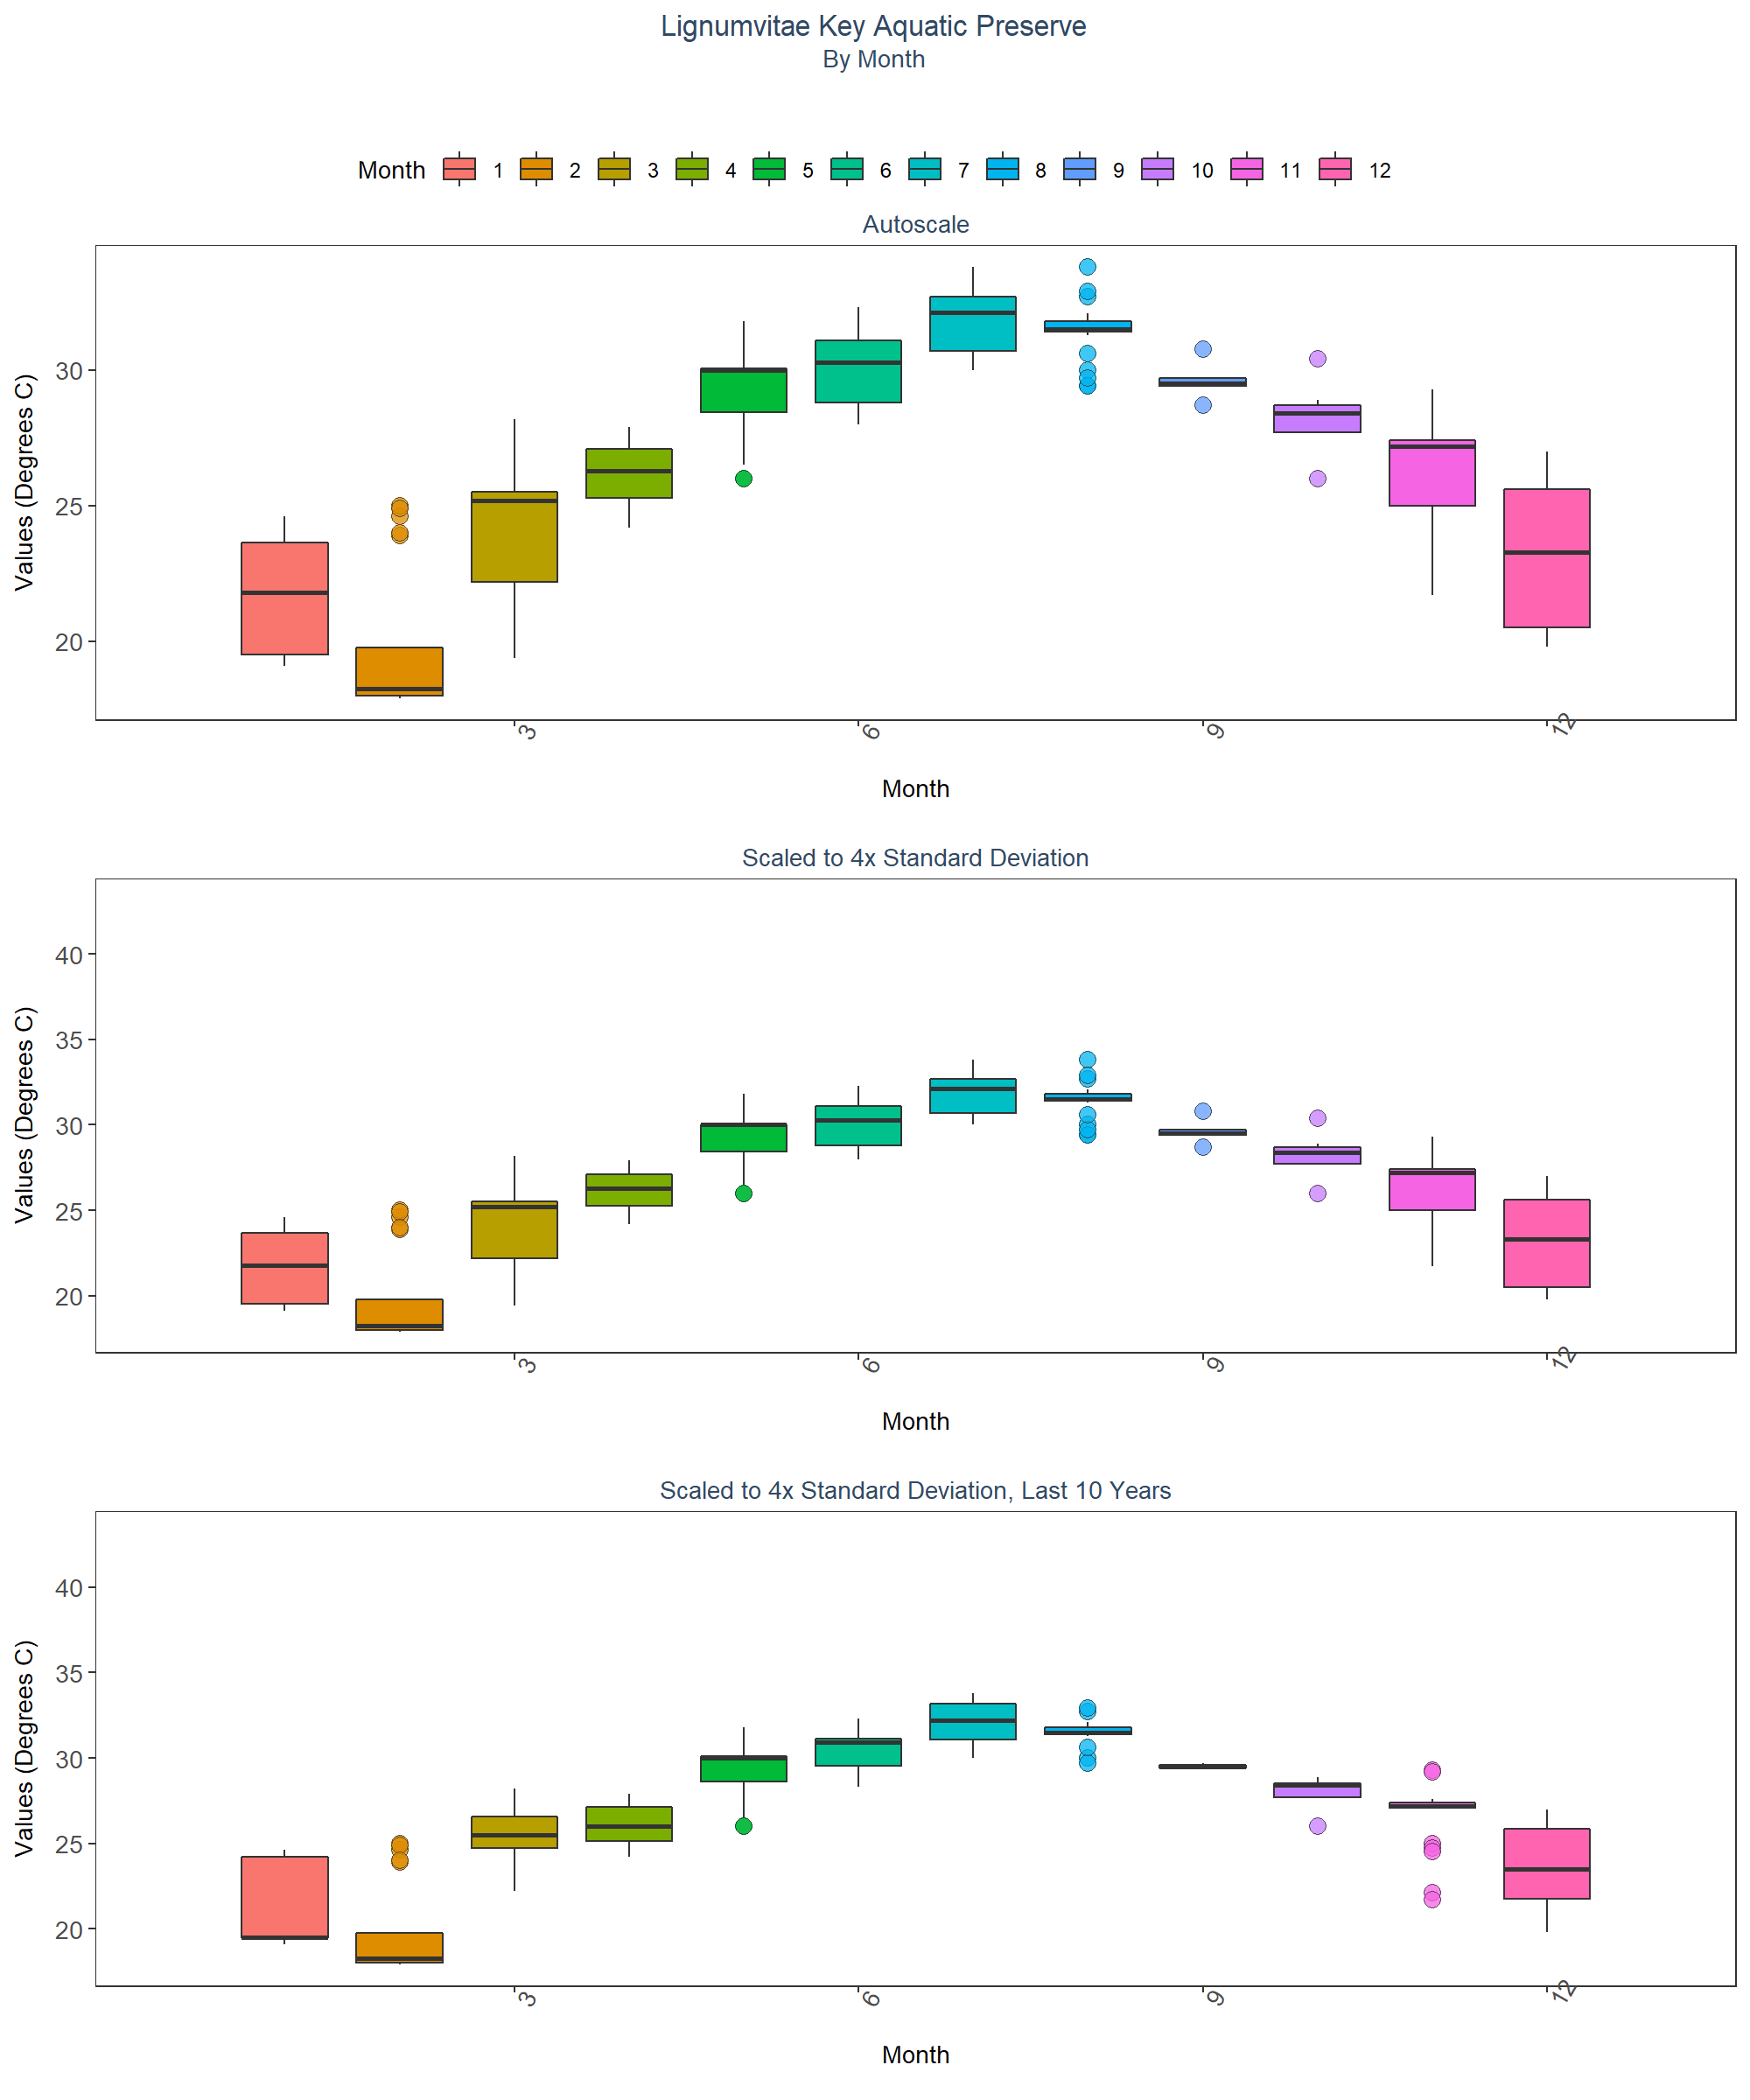 Lignumvitae Key Aquatic Preserve
By Month
Month 1 2 3 4 5 6 7 8 9 10 11 12
Autoscale
Values (Degrees C)
30
25
20
3 6 9 12
Month
Scaled to 4x Standard Deviation
Values (Degrees C)
40
35
30
25
20
3 6 9 12
Month
Scaled to 4x Standard Deviation, Last 10 Years
Values (Degrees C)
40
35
30
25
20
3 6 9 12
Month